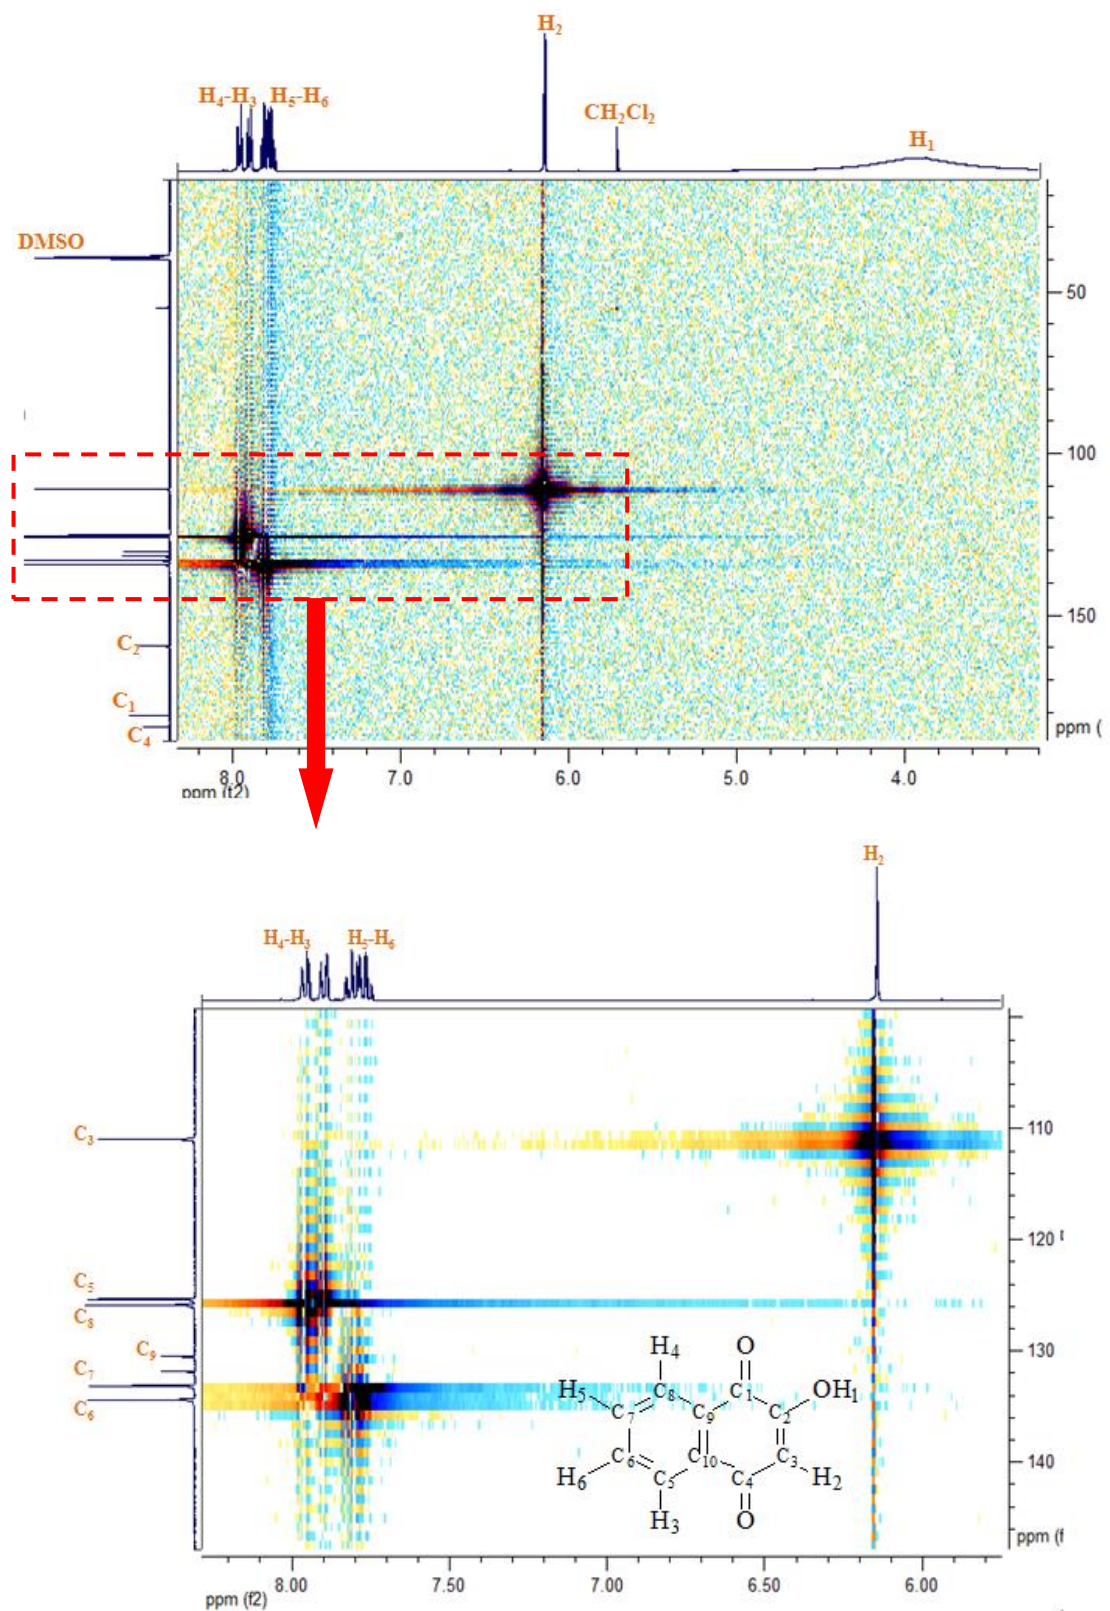 H₂
H₄-H₃ H₅-H₆
CH₂Cl₂
H₁
DMSO
50
100
150
C₂
C₁
C₄
ppm (
8.0 7.0 6.0 5.0 4.0
ppm (t2)
H₂
H₄-H₃ H₅-H₆
C₃
110
120
C₅
C₈
C₉
130
C₇
C₆
140
H₄ O
H₅ C₈ C₁ OH₁
C₇ C₉ C₂
C₆ C₁₀ C₃
H₆ C₅ C₄ H₂
H₃ O
ppm (f
8.00 7.50 7.00 6.50 6.00
ppm (f2)